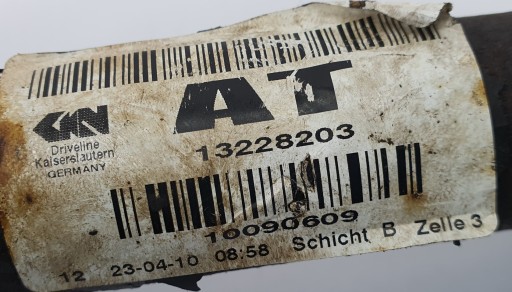 AT
GKN
Driveline
Kaiserslautern
GERMANY
13228203
10090609
12 23-04-10 08:58 Schicht B Zelle 3